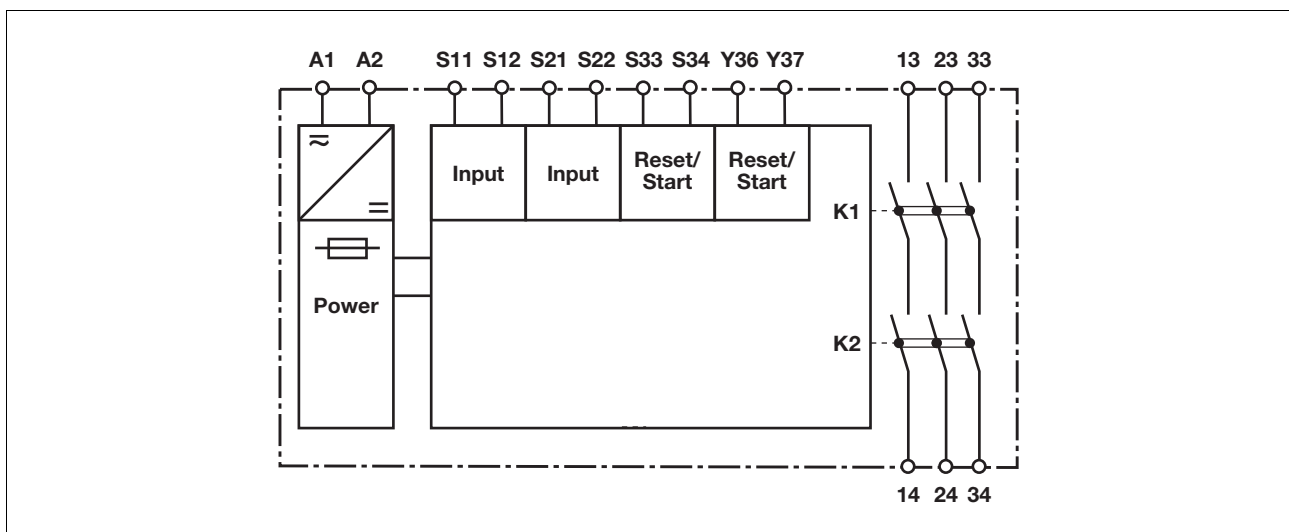 A1 A2 S11 S12 S21 S22 S33 S34 Y36 Y37 13 23 33
Input Input Reset/ Reset/
Start Start
K1
Power
K2
14 24 34